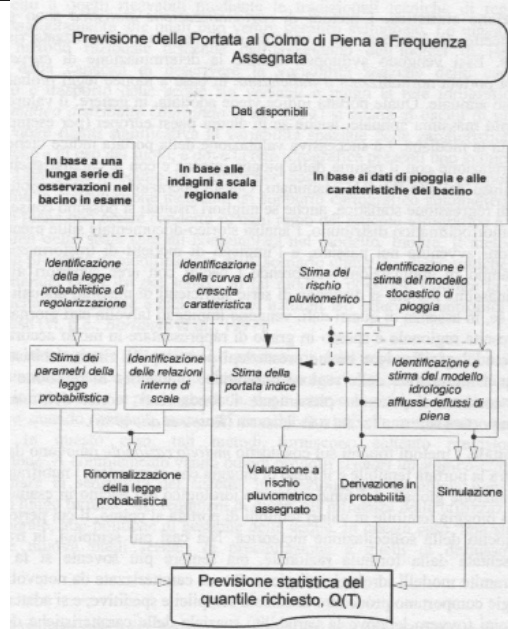 Previsione della Portata al Colmo di Piena a Frequenza
Assegnata
Dati disponibili
In base a una
lunga serie di
osservazioni nel
bacino in esame
In base alle
indagini a scala
regionale
In base ai dati di pioggia e alle
caratteristiche del bacino
Identificazione
della legge
probabilistica di
regolarizzazione
Identificazione
della curva di
crescita
caratteristica
Stima del
rischio
pluviometrico
Identificazione e
stima del modello
stocastico di
pioggia
Stima dei
parametri della
legge
probabilistica
Identificazione
delle relazioni
interne di
scala
Stima della
portata indice
Identificazione e
stima del modello
idrologico
afflussi-deflussi di
piena
Rinormalizzazione
della legge
probabilistica
Valutazione a
rischio
pluviometrico
assegnato
Derivazione in
probabilità
Simulazione
Previsione statistica del
quantile richiesto, Q(T)